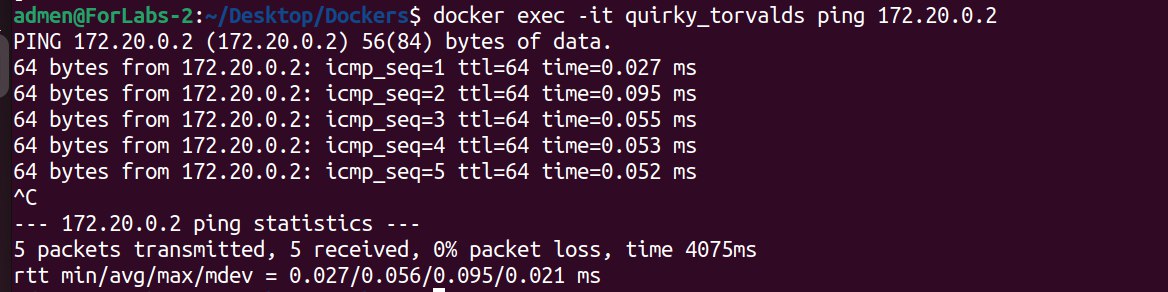 admen@ForLabs-2:~/Desktop/Dockers$ docker exec -it quirky_torvalds ping 172.20.0.2
PING 172.20.0.2 (172.20.0.2) 56(84) bytes of data.
64 bytes from 172.20.0.2: icmp_seq=1 ttl=64 time=0.027 ms
64 bytes from 172.20.0.2: icmp_seq=2 ttl=64 time=0.095 ms
64 bytes from 172.20.0.2: icmp_seq=3 ttl=64 time=0.055 ms
64 bytes from 172.20.0.2: icmp_seq=4 ttl=64 time=0.053 ms
64 bytes from 172.20.0.2: icmp_seq=5 ttl=64 time=0.052 ms
^C
--- 172.20.0.2 ping statistics ---
5 packets transmitted, 5 received, 0% packet loss, time 4075ms
rtt min/avg/max/mdev = 0.027/0.056/0.095/0.021 ms